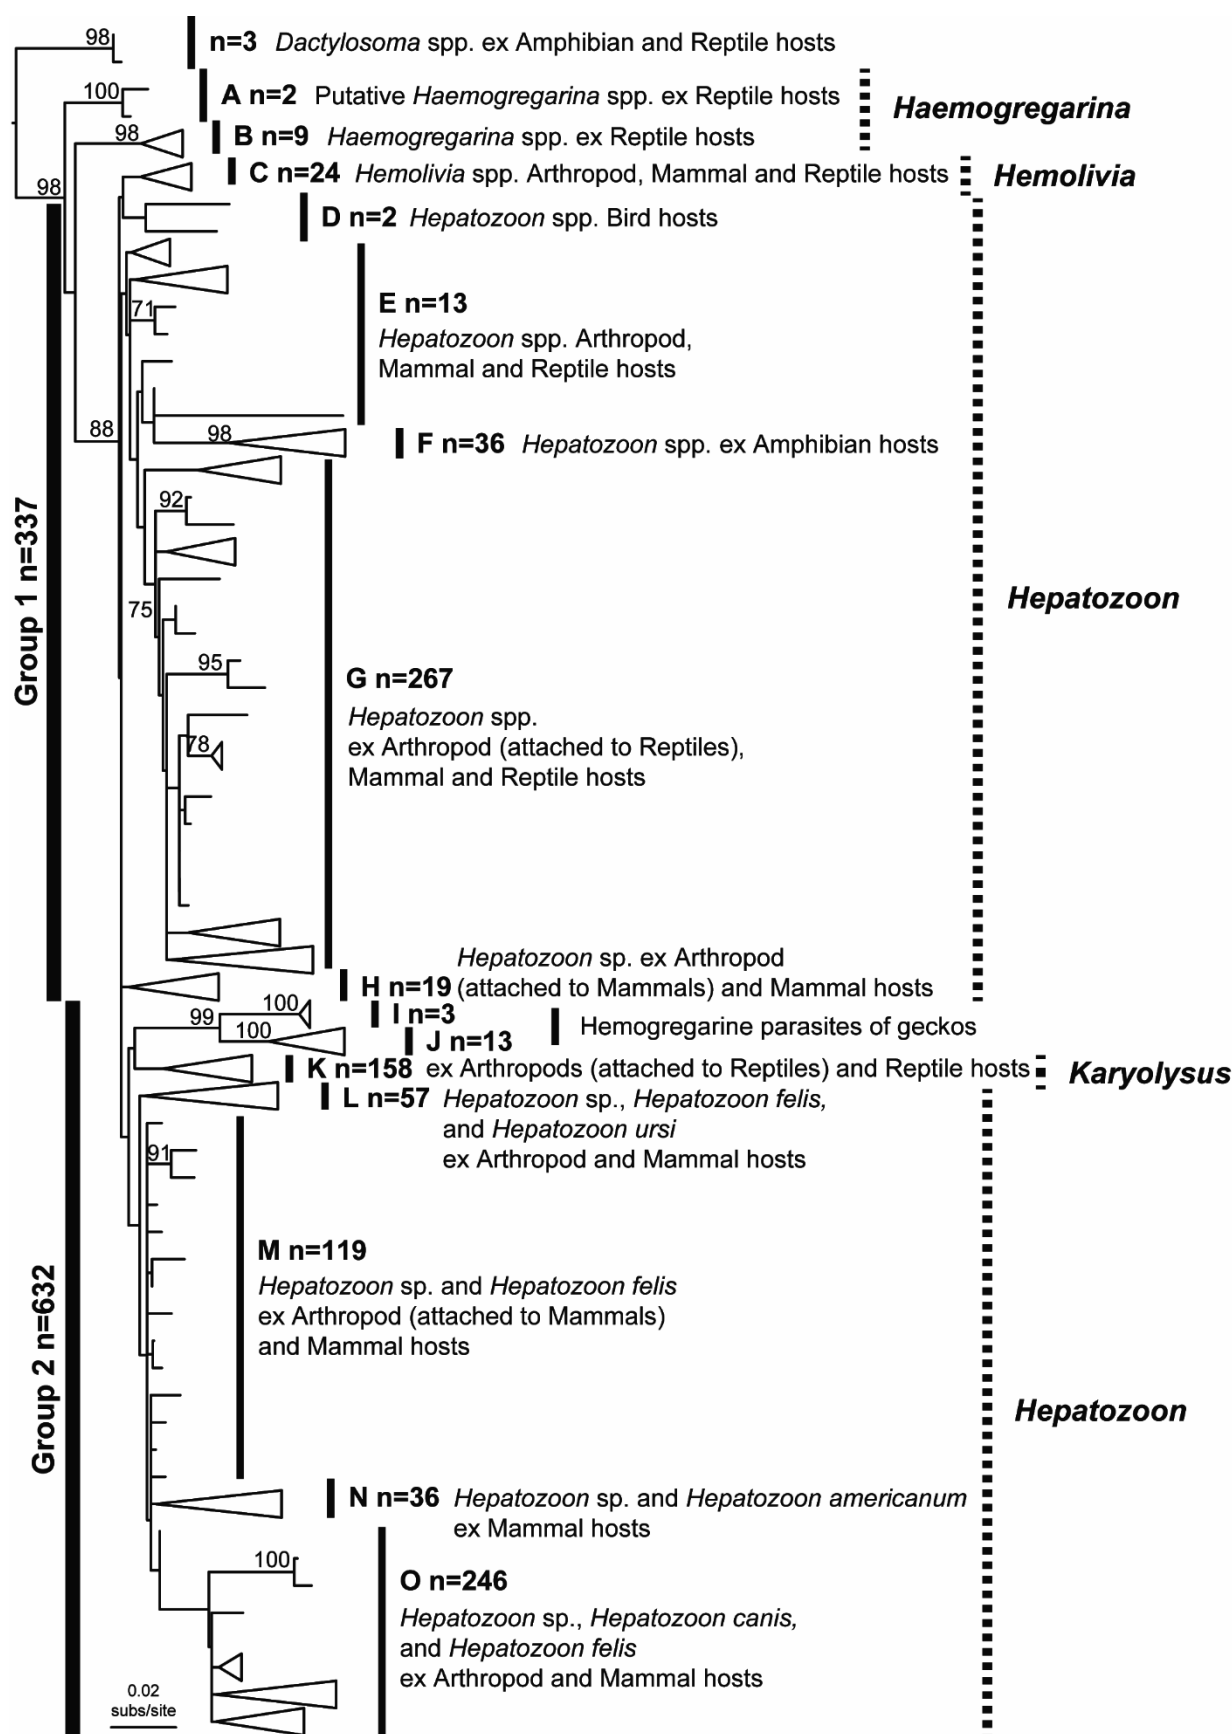 98
n=3 Dactylosoma spp. ex Amphibian and Reptile hosts
100
A n=2 Putative Haemogregarina spp. ex Reptile hosts
Haemogregarina
98
B n=9 Haemogregarina spp. ex Reptile hosts
98
C n=24 Hemolivia spp. Arthropod, Mammal and Reptile hosts
Hemolivia
D n=2 Hepatozoon spp. Bird hosts
71
E n=13
Hepatozoon spp. Arthropod,
Mammal and Reptile hosts
88
98
F n=36 Hepatozoon spp. ex Amphibian hosts
92
Group 1 n=337
Hepatozoon
75
95
G n=267
Hepatozoon spp.
ex Arthropod (attached to Reptiles),
Mammal and Reptile hosts
78
Hepatozoon sp. ex Arthropod
H n=19 (attached to Mammals) and Mammal hosts
100
I n=3
99
100
J n=13
Hemogregarine parasites of geckos
K n=158 ex Arthropods (attached to Reptiles) and Reptile hosts
Karyolysus
L n=57 Hepatozoon sp., Hepatozoon felis,
and Hepatozoon ursi
ex Arthropod and Mammal hosts
91
M n=119
Hepatozoon sp. and Hepatozoon felis
ex Arthropod (attached to Mammals)
and Mammal hosts
Group 2 n=632
Hepatozoon
N n=36 Hepatozoon sp. and Hepatozoon americanum
ex Mammal hosts
100
O n=246
Hepatozoon sp., Hepatozoon canis,
and Hepatozoon felis
ex Arthropod and Mammal hosts
0.02
subs/site